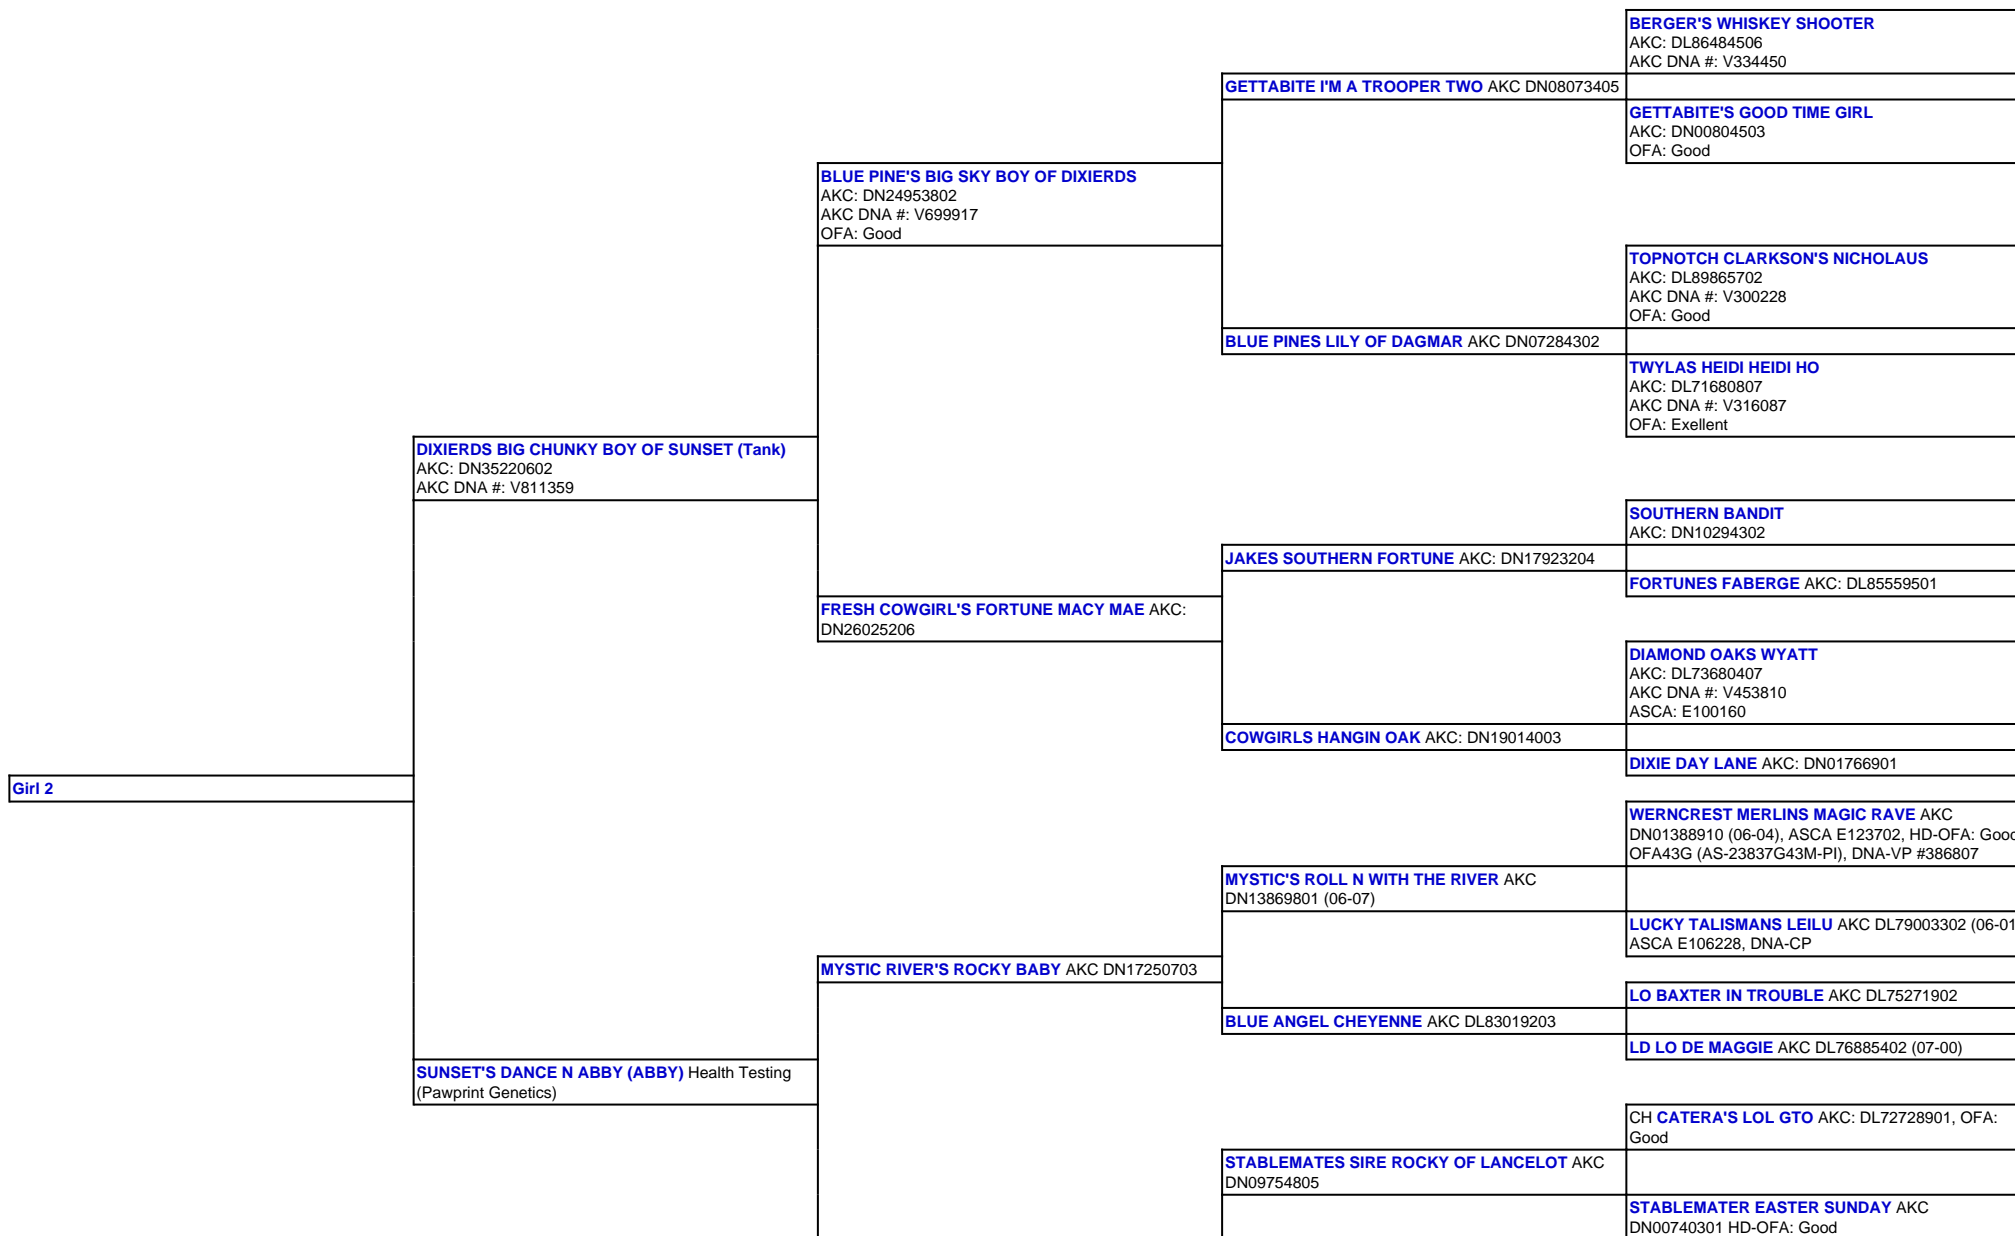 BERGER'S WHISKEY SHOOTER
AKC: DL86484506
AKC DNA #: V334450
GETTABITE I'M A TROOPER TWO AKC DN08073405
GETTABITE'S GOOD TIME GIRL
AKC: DN00804503
OFA: Good
BLUE PINE'S BIG SKY BOY OF DIXIERDS
AKC: DN24953802
AKC DNA #: V699917
OFA: Good
TOPNOTCH CLARKSON'S NICHOLAUS
AKC: DL89865702
AKC DNA #: V300228
OFA: Good
BLUE PINES LILY OF DAGMAR AKC DN07284302
TWYLAS HEIDI HEIDI HO
AKC: DL71680807
AKC DNA #: V316087
OFA: Exellent
DIXIERDS BIG CHUNKY BOY OF SUNSET (Tank)
AKC: DN35220602
AKC DNA #: V811359
SOUTHERN BANDIT
AKC: DN10294302
JAKES SOUTHERN FORTUNE AKC: DN17923204
FORTUNES FABERGE AKC: DL85559501
FRESH COWGIRL'S FORTUNE MACY MAE AKC:
DN26025206
DIAMOND OAKS WYATT
AKC: DL73680407
AKC DNA #: V453810
ASCA: E100160
COWGIRLS HANGIN OAK AKC: DN19014003
DIXIE DAY LANE AKC: DN01766901
Girl 2
WERNCREST MERLINS MAGIC RAVE AKC
DN01388910 (06-04), ASCA E123702, HD-OFA: Good
OFA43G (AS-23837G43M-PI), DNA-VP #386807
MYSTIC'S ROLL N WITH THE RIVER AKC
DN13869801 (06-07)
LUCKY TALISMANS LEILU AKC DL79003302 (06-01
ASCA E106228, DNA-CP
MYSTIC RIVER'S ROCKY BABY AKC DN17250703
LO BAXTER IN TROUBLE AKC DL75271902
BLUE ANGEL CHEYENNE AKC DL83019203
LD LO DE MAGGIE AKC DL76885402 (07-00)
SUNSET'S DANCE N ABBY (ABBY) Health Testing
(Pawprint Genetics)
CH CATERA'S LOL GTO AKC: DL72728901, OFA:
Good
STABLEMATES SIRE ROCKY OF LANCELOT AKC
DN09754805
STABLEMATER EASTER SUNDAY AKC
DN00740301 HD-OFA: Good